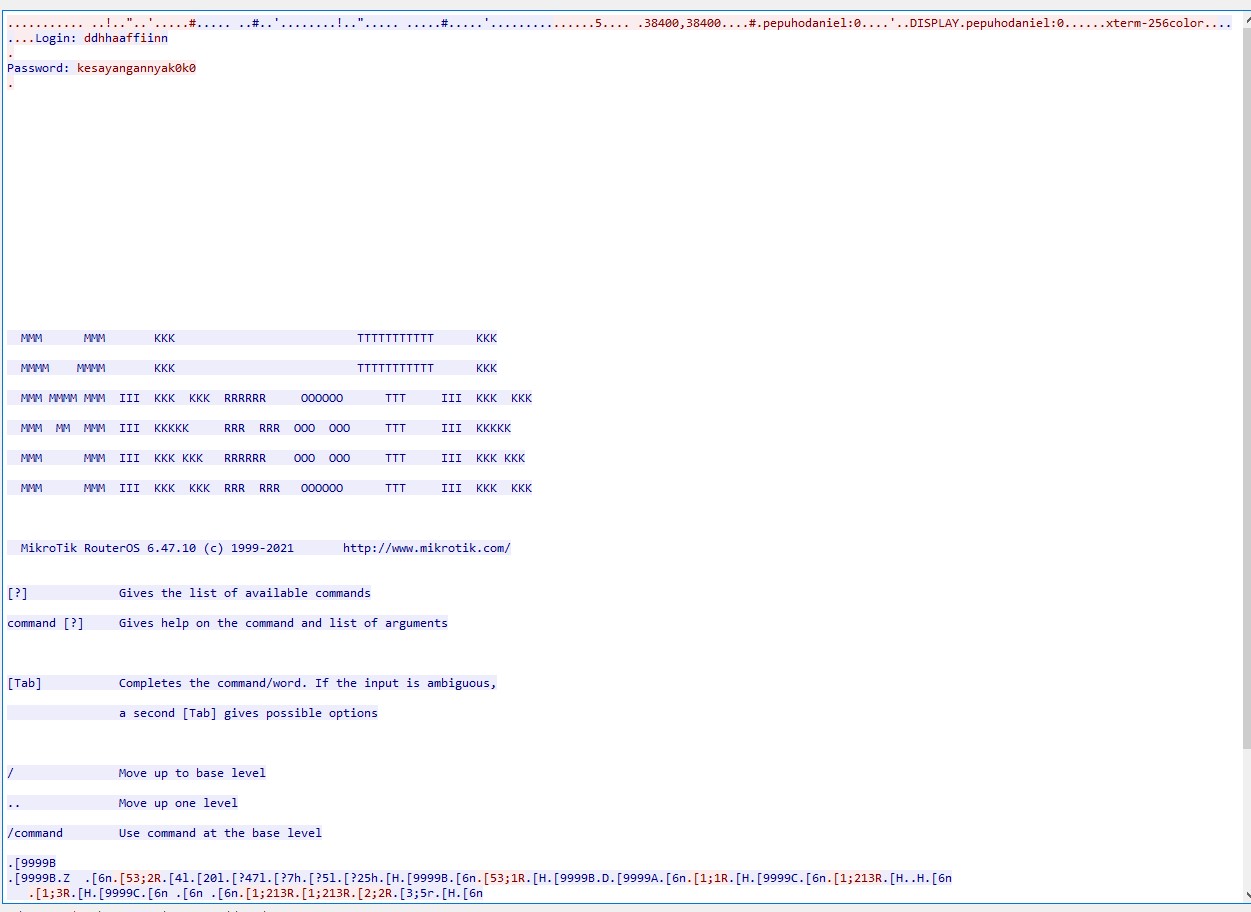 ........... ..!.."..'.....#..... ..#..'........!.."..... .....#.....'...............5.... .38400,38400....#.pepuhodaniel:0....'..DISPLAY.pepuhodaniel:0......xterm-256color....
....Login: ddhhaaffiinn
.
Password: kesayangannyak0k0
.
MMM      MMM       KKK                          TTTTTTTTTTT      KKK
MMMM    MMMM       KKK                          TTTTTTTTTTT      KKK
MMM MMMM MMM  III  KKK  KKK  RRRRRR     OOOOOO      TTT     III  KKK  KKK
MMM  MM  MMM  III  KKKKK     RRR  RRR  OOO  OOO     TTT     III  KKKKK
MMM      MMM  III  KKK KKK   RRRRRR    OOO  OOO     TTT     III  KKK KKK
MMM      MMM  III  KKK  KKK  RRR  RRR   OOOOOO      TTT     III  KKK  KKK
MikroTik RouterOS 6.47.10 (c) 1999-2021       http://www.mikrotik.com/
[?]             Gives the list of available commands
command [?]     Gives help on the command and list of arguments
[Tab]           Completes the command/word. If the input is ambiguous,
a second [Tab] gives possible options
/               Move up to base level
..              Move up one level
/command        Use command at the base level
.[9999B
.[9999B.Z  .[6n.[53;2R.[4l.[20l.[?47l.[?7h.[?5l.[?25h.[H.[9999B.[6n.[53;1R.[H.[9999B.D.[9999A.[6n.[1;1R.[H.[9999C.[6n.[1;213R.[H..H.[6n
.[1;3R.[H.[9999C.[6n .[6n .[6n.[1;213R.[1;213R.[2;2R.[3;5r.[H.[6n